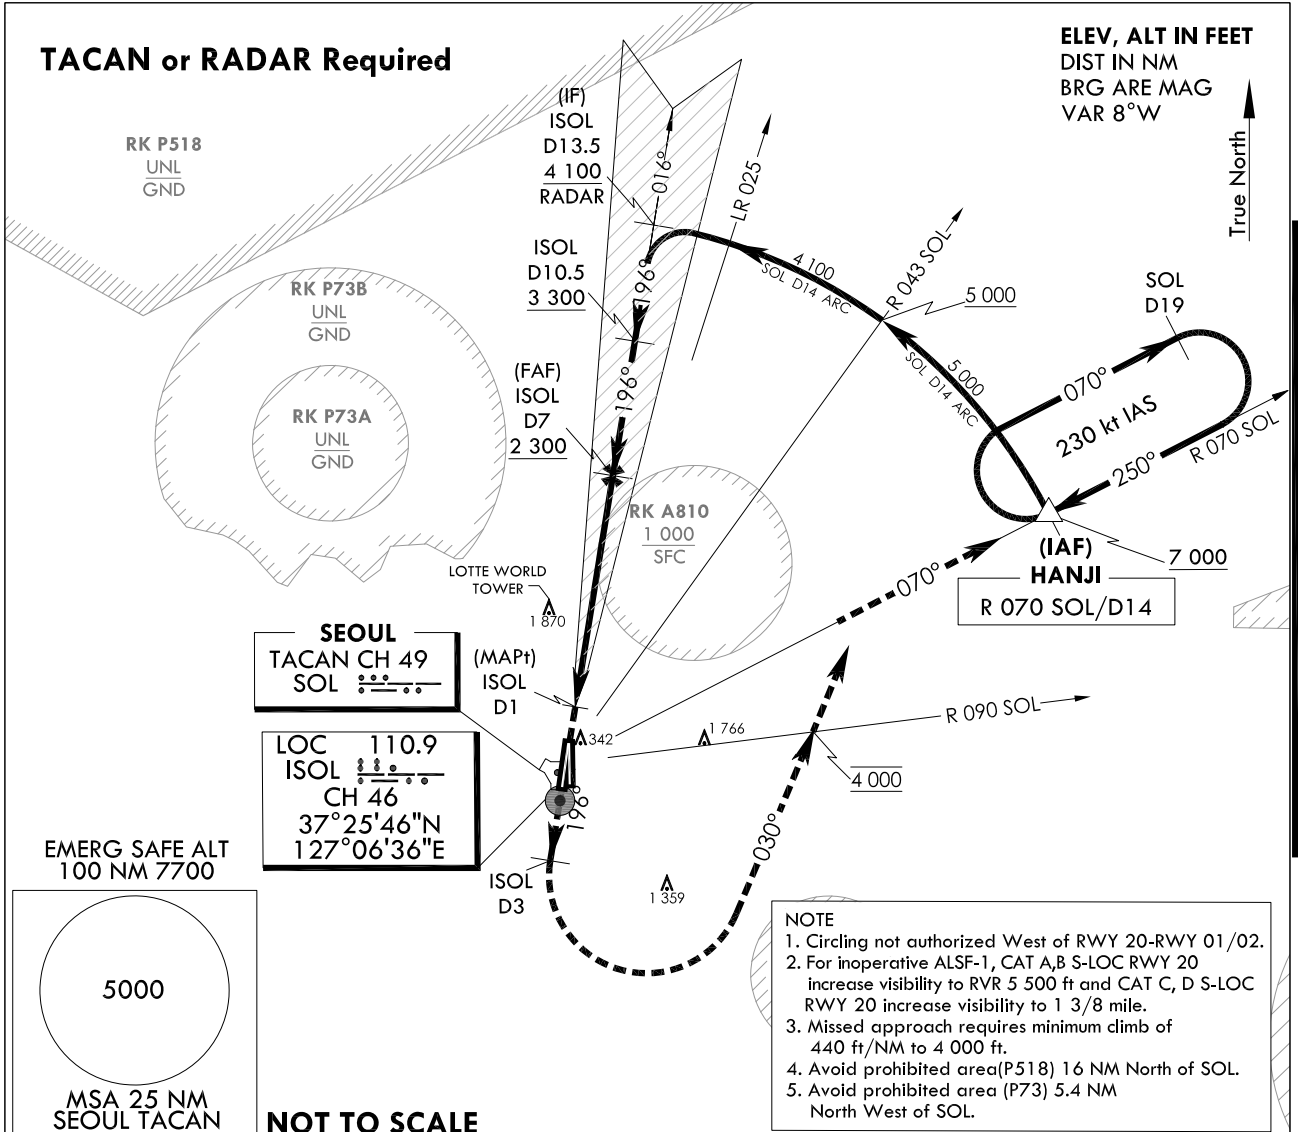 TACAN or RADAR Required
ELEV, ALT IN FEET
DIST IN NM
BRG ARE MAG
VAR 8°W
True North
RK P518
UNL
GND
(IF)
ISOL
D13.5
4 100
RADAR
016°
LR 025
ISOL
D10.5
3 300
196°
4 100
SOL D14 ARC
R 043 SOL
5 000
SOL
D19
RK P73B
UNL
GND
(FAF)
ISOL
D7
2 300
196°
5 000
SOL D14 ARC
070°
230 kt IAS
R 070 SOL
250°
RK P73A
UNL
GND
RK A810
1 000
SFC
7 000
(IAF)
HANJI
R 070 SOL/D14
070°
LOTTE WORLD
TOWER
1 870
SEOUL
TACAN CH 49
SOL
(MAPt)
ISOL
D1
342
1 766
R 090 SOL
4 000
LOC 110.9
ISOL
CH 46
37°25'46"N
127°06'36"E
196°
030°
ISOL
D3
1 359
EMERG SAFE ALT
100 NM 7700
5000
MSA 25 NM
SEOUL TACAN
NOT TO SCALE
NOTE
1. Circling not authorized West of RWY 20-RWY 01/02.
2. For inoperative ALSF-1, CAT A,B S-LOC RWY 20
increase visibility to RVR 5 500 ft and CAT C, D S-LOC
RWY 20 increase visibility to 1 3/8 mile.
3. Missed approach requires minimum climb of
440 ft/NM to 4 000 ft.
4. Avoid prohibited area(P518) 16 NM North of SOL.
5. Avoid prohibited area (P73) 5.4 NM
North West of SOL.